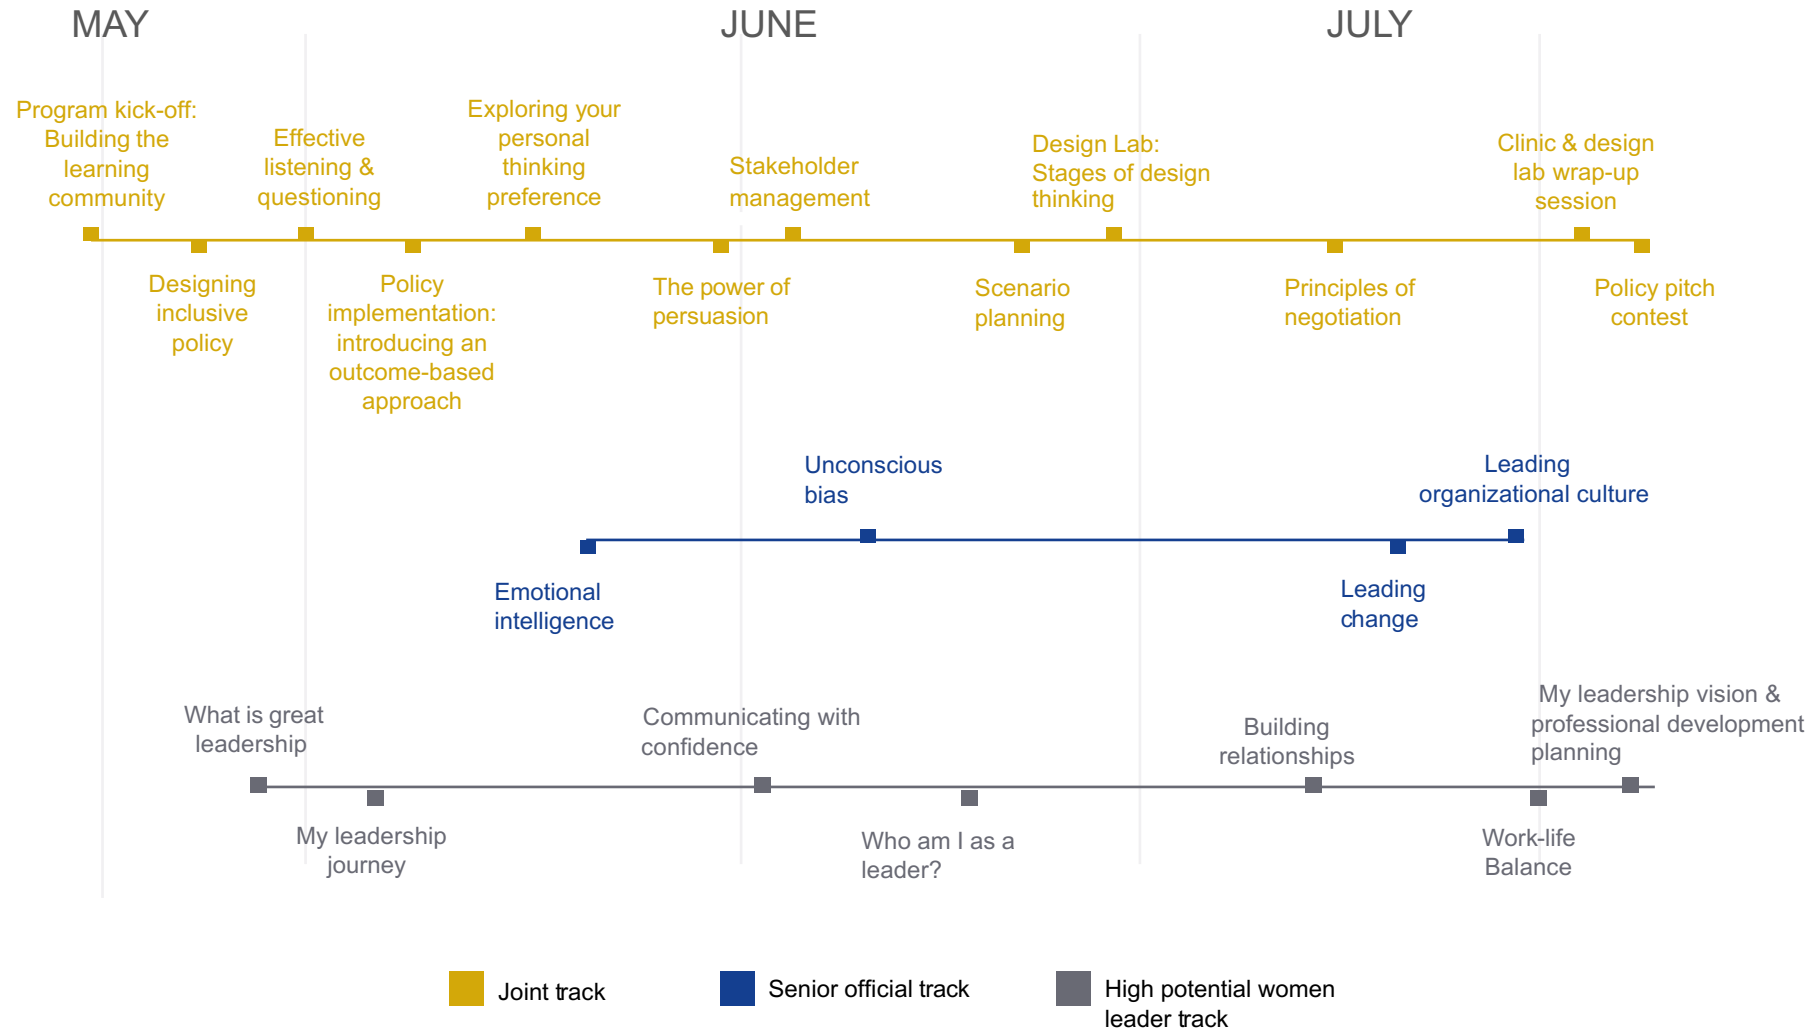 MAY
JUNE
JULY
Program kick-off:
Building the
learning
community
Effective
listening &
questioning
Exploring your
personal
thinking
preference
Stakeholder
management
Design Lab:
Stages of design
thinking
Clinic & design
lab wrap-up
session
Designing
inclusive
policy
Policy
implementation:
introducing an
outcome-based
approach
The power of
persuasion
Scenario
planning
Principles of
negotiation
Policy pitch
contest
Unconscious
bias
Leading
organizational culture
Emotional
intelligence
Leading
change
What is great
leadership
Communicating with
confidence
Building
relationships
My leadership vision &
professional development
planning
My leadership
journey
Who am I as a
leader?
Work-life
Balance
Joint track
Senior official track
High potential women
leader track